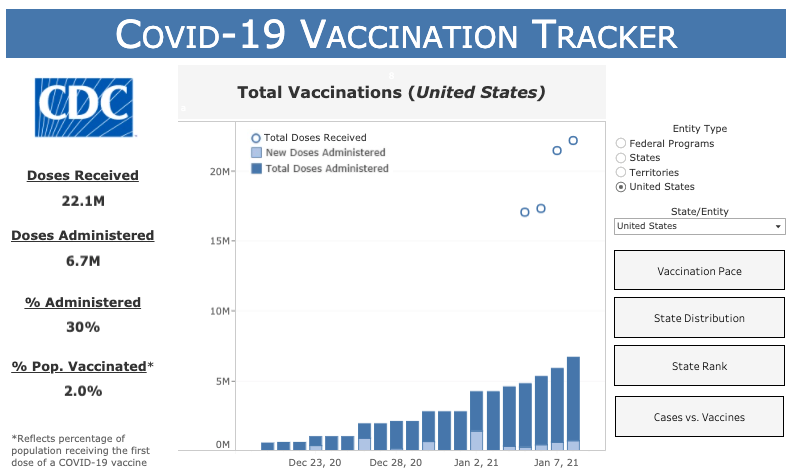 COVID-19 VACCINATION TRACKER
CDC
Doses Received
22.1M
Doses Administered
6.7M
% Administered
30%
% Pop. Vaccinated*
2.0%
*Reflects percentage of
population receiving the first
dose of a COVID-19 vaccine
Total Vaccinations (United States)
Total Doses Received
New Doses Administered
Total Doses Administered
20M
15M
10M
5M
0M
Dec 23, 20
Dec 28, 20
Jan 2, 21
Jan 7, 21
Entity Type
Federal Programs
States
Territories
United States
State/Entity
United States
Vaccination Pace
State Distribution
State Rank
Cases vs. Vaccines